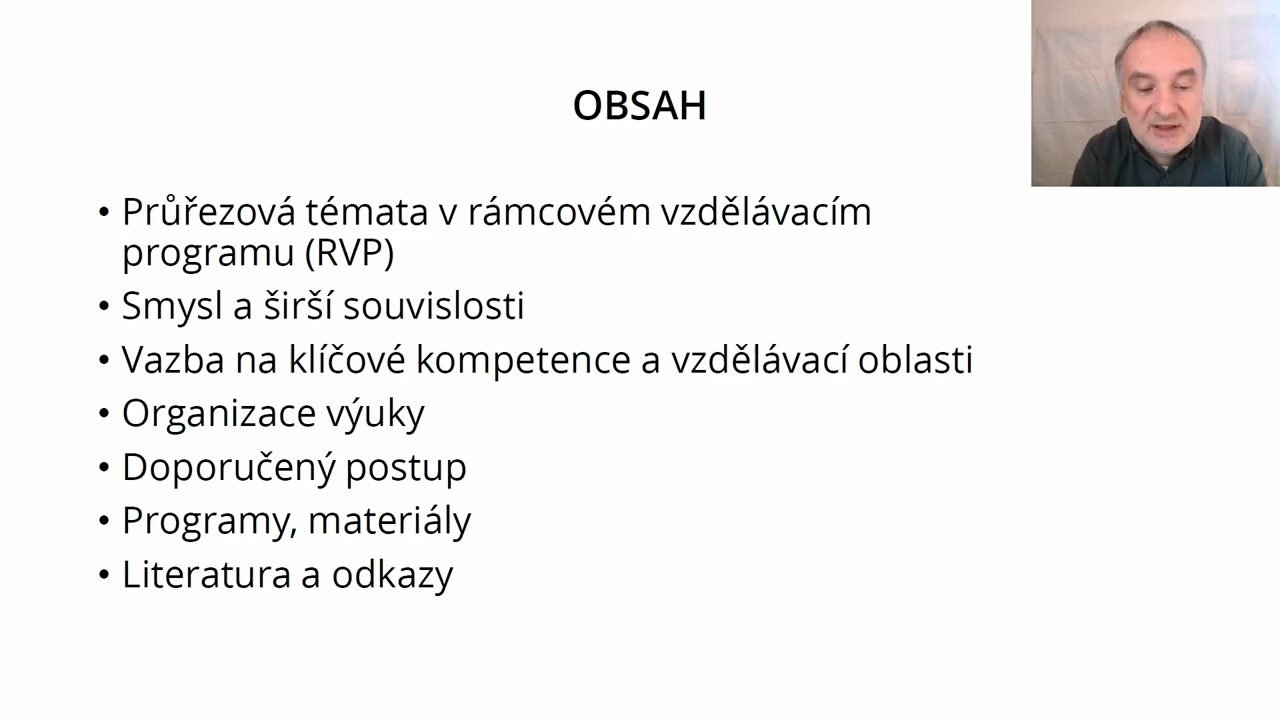 OBSAH
• Průřezová témata v rámcovém vzdělávacím
programu (RVP)
• Smysl a širší souvislosti
• Vazba na klíčové kompetence a vzdělávací oblasti
• Organizace výuky
• Doporučený postup
• Programy, materiály
• Literatura a odkazy